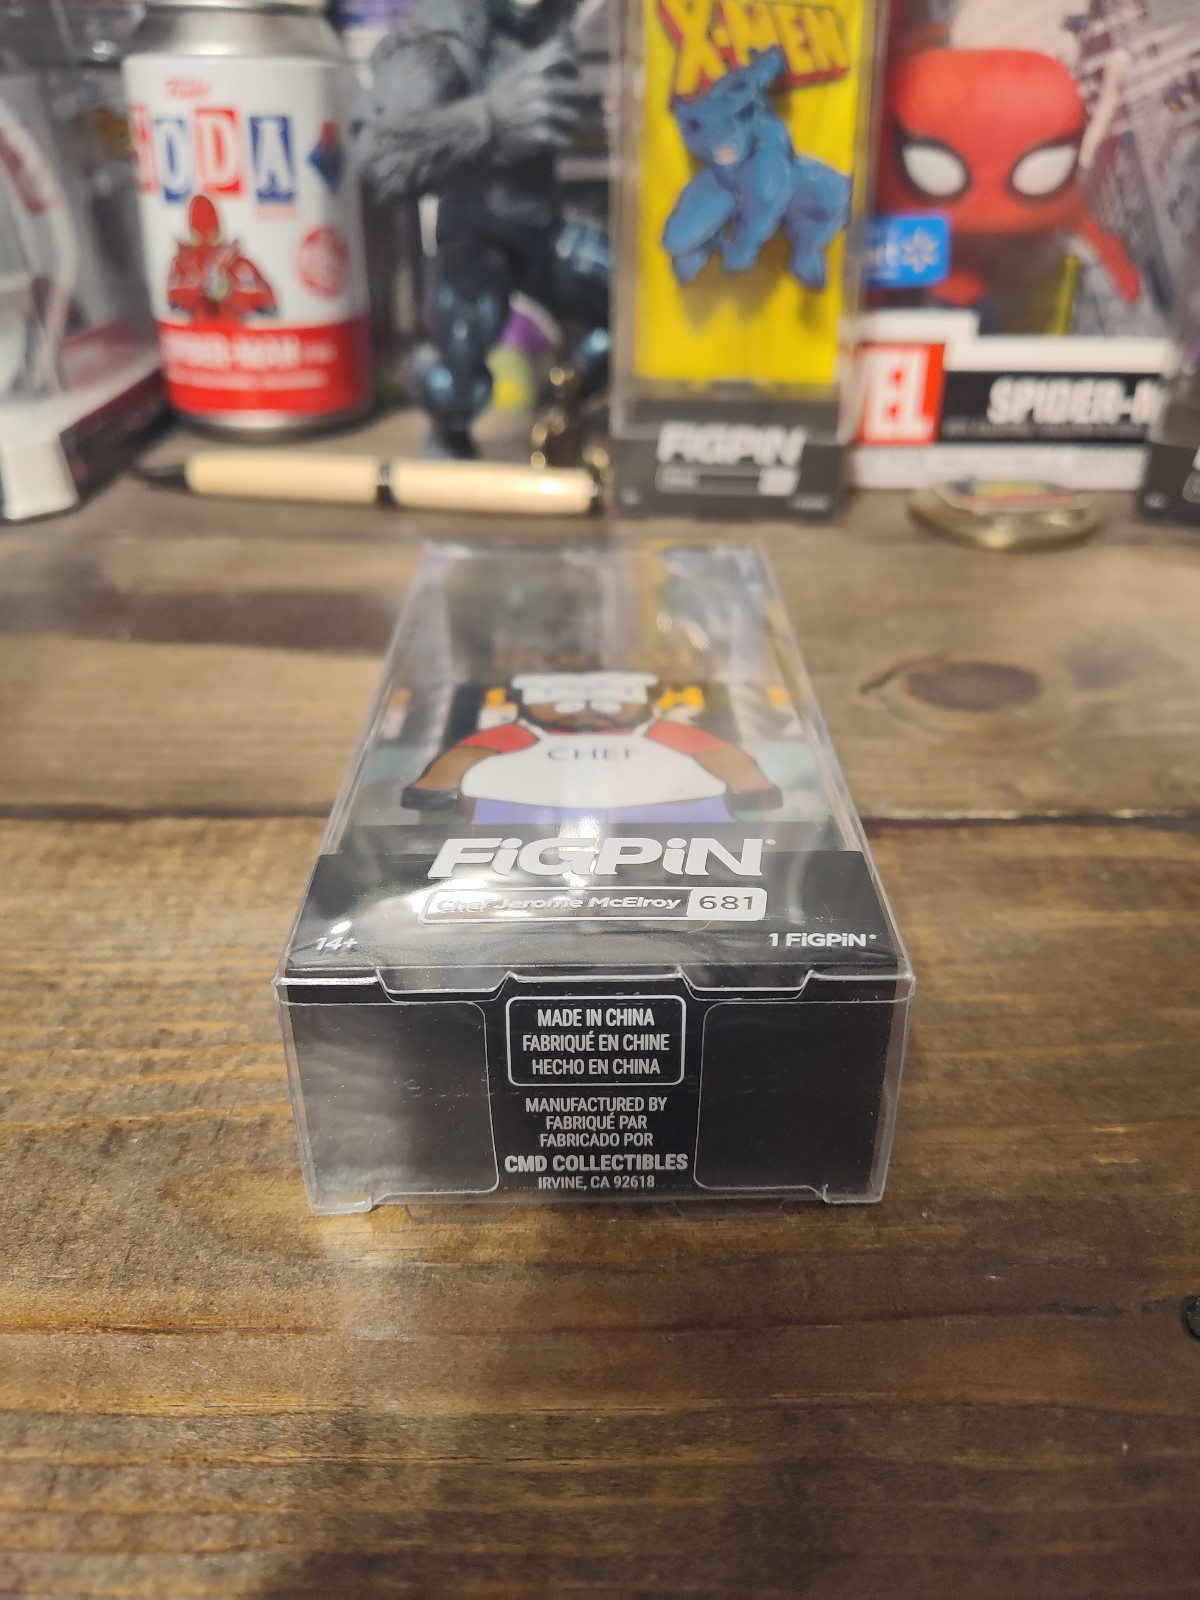 SODA
SPIDER-MAN
X-MEN
FiGPiN
VEL
SPIDER-M
CHEF
FiGPiN®
Chef Jerome McElroy 681
14+
1 FiGPiN®
MADE IN CHINA
FABRIQUÉ EN CHINE
HECHO EN CHINA
MANUFACTURED BY
FABRIQUÉ PAR
FABRICADO POR
CMD COLLECTIBLES
IRVINE, CA 92618